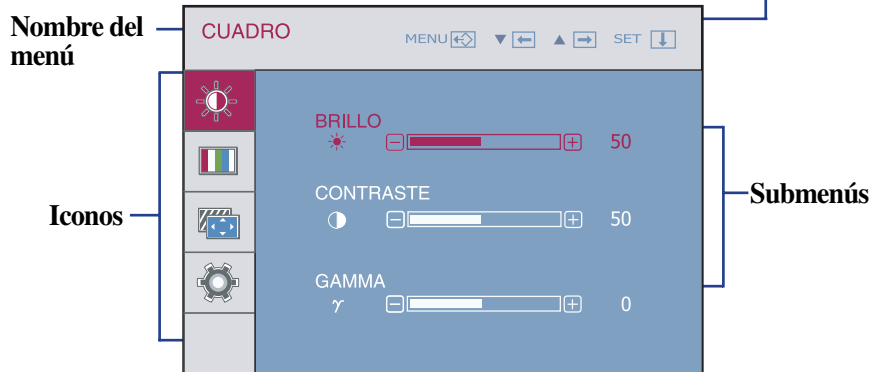 Nombre del
menú
CUADRO
MENU ▼ ▲ SET
BRILLO
50
CONTRASTE
50
GAMMA
γ 0
Iconos
Submenús